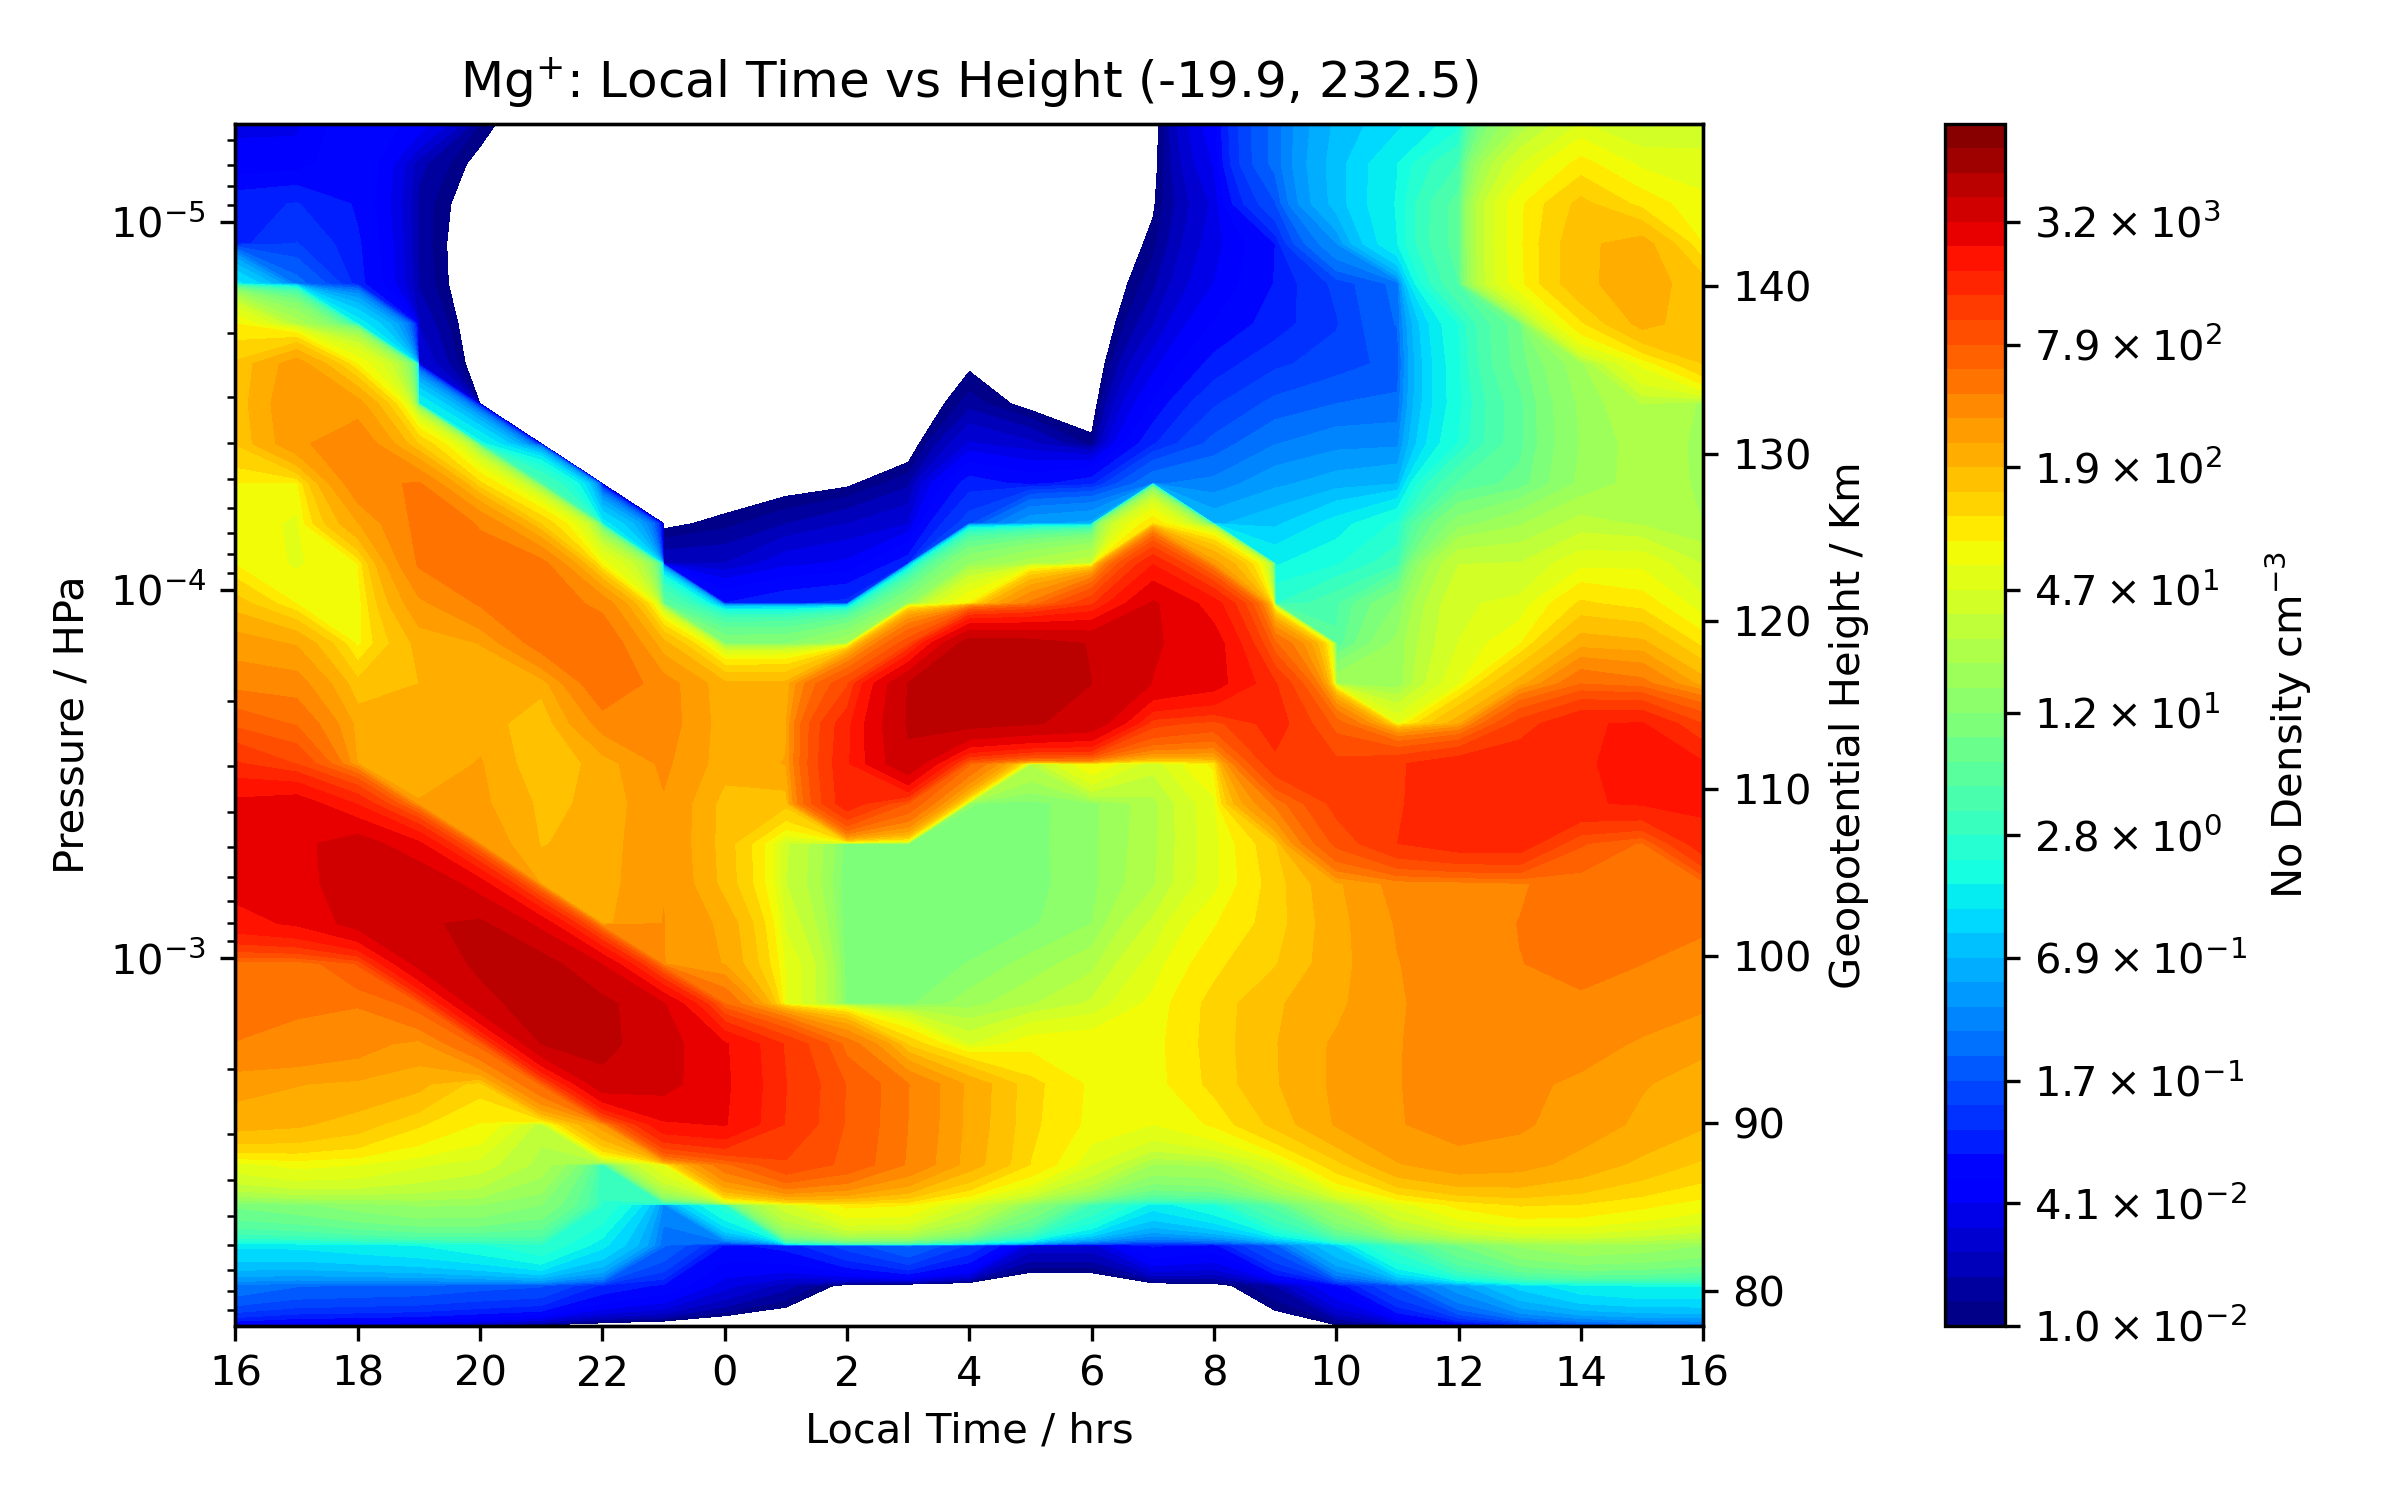 Mg⁺: Local Time vs Height (-19.9, 232.5)
Pressure / HPa
10⁻⁵
10⁻⁴
10⁻³
140
130
120
110
100
90
80
Geopotential Height / Km
3.2 × 10³
7.9 × 10²
1.9 × 10²
4.7 × 10¹
1.2 × 10¹
2.8 × 10⁰
6.9 × 10⁻¹
1.7 × 10⁻¹
4.1 × 10⁻²
1.0 × 10⁻²
No Density cm⁻³
16 18 20 22 0 2 4 6 8 10 12 14 16
Local Time / hrs